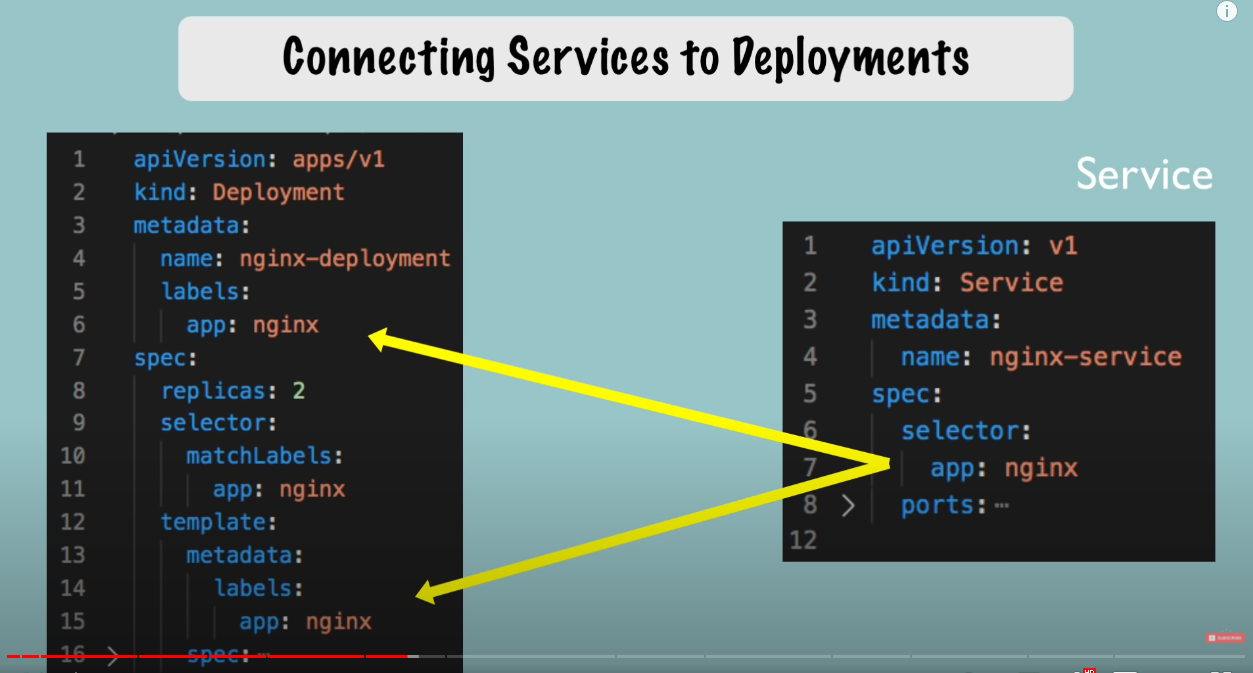 Connecting Services to Deployments
1 apiVersion: apps/v1
2 kind: Deployment
3 metadata:
4 name: nginx-deployment
5 labels:
6 app: nginx
7 spec:
8 replicas: 2
9 selector:
10 matchLabels:
11 app: nginx
12 template:
13 metadata:
14 labels:
15 app: nginx
16 > spec:…
Service
1 apiVersion: v1
2 kind: Service
3 metadata:
4 name: nginx-service
5 spec:
6 selector:
7 app: nginx
8 > ports:…
12
SUBSCRIBE
HD